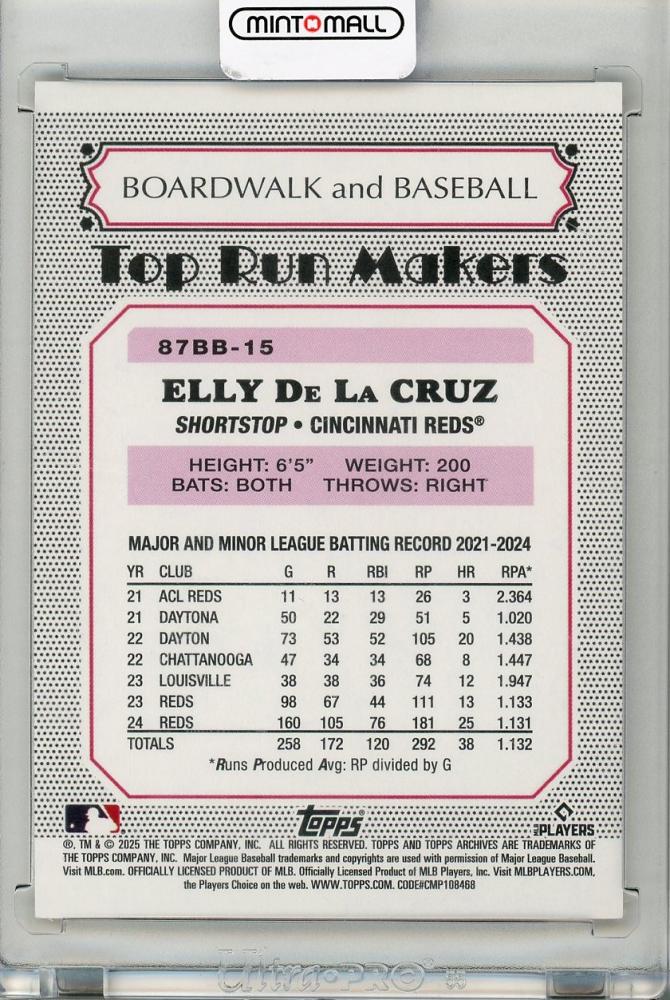 MINT MALL
BOARDWALK and BASEBALL
Top Run Makers
87BB-15
ELLY DE LA CRUZ
SHORTSTOP • CINCINNATI REDS®
HEIGHT: 6'5" WEIGHT: 200
BATS: BOTH THROWS: RIGHT
MAJOR AND MINOR LEAGUE BATTING RECORD 2021-2024
YR CLUB G R RBI RP HR RPA*
21 ACL REDS 11 13 13 26 3 2.364
21 DAYTONA 50 22 29 51 5 1.020
22 DAYTON 73 53 52 105 20 1.438
22 CHATTANOOGA 47 34 34 68 8 1.447
23 LOUISVILLE 38 38 36 74 12 1.947
23 REDS 98 67 44 111 13 1.133
24 REDS 160 105 76 181 25 1.131
TOTALS 258 172 120 292 38 1.132
*Runs Produced Avg: RP divided by G
Topps® MLB PLAYERS
®, TM & © 2025 THE TOPPS COMPANY, INC. ALL RIGHTS RESERVED. TOPPS AND TOPPS ARCHIVES ARE TRADEMARKS OF
THE TOPPS COMPANY, INC. Major League Baseball trademarks and copyrights are used with permission of Major League Baseball.
Visit MLB.com. OFFICIALLY LICENSED PRODUCT OF MLB. Officially Licensed Product of MLB Players, Inc. Visit MLBPLAYERS.COM,
the Players Choice on the web. WWW.TOPPS.COM. CODE#CMP108468
Ultra•PRO® 35